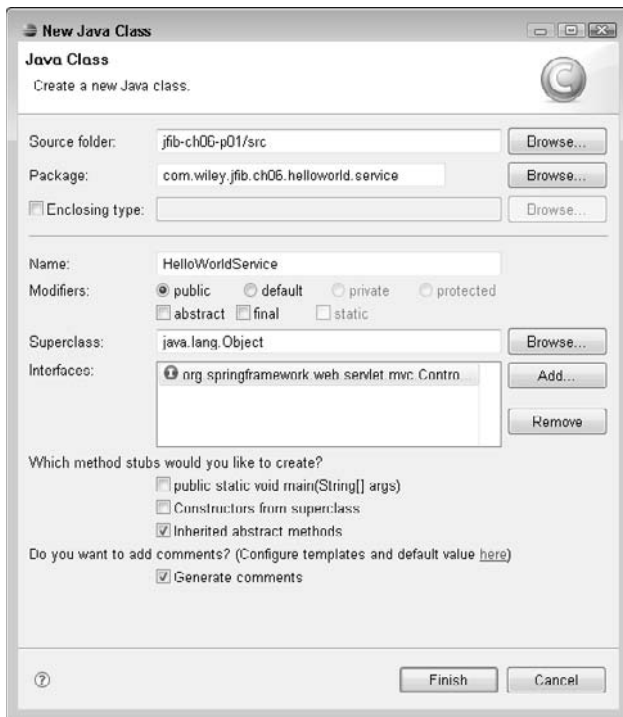 New Java Class
Java Class
Create a new Java class.
C
Source folder: jfib-ch06-p01/src Browse...
Package: com.wiley.jfib.ch06.helloworld.service Browse...
Enclosing type: Browse...
Name: HelloWorldService
Modifiers: public default private protected
abstract final static
Superclass: java.lang.Object Browse...
Interfaces: org.springframework.web.servlet.mvc.Contro... Add...
Remove
Which method stubs would you like to create?
public static void main(String[] args)
Constructors from superclass
Inherited abstract methods
Do you want to add comments? (Configure templates and default value here)
Generate comments
? Finish Cancel